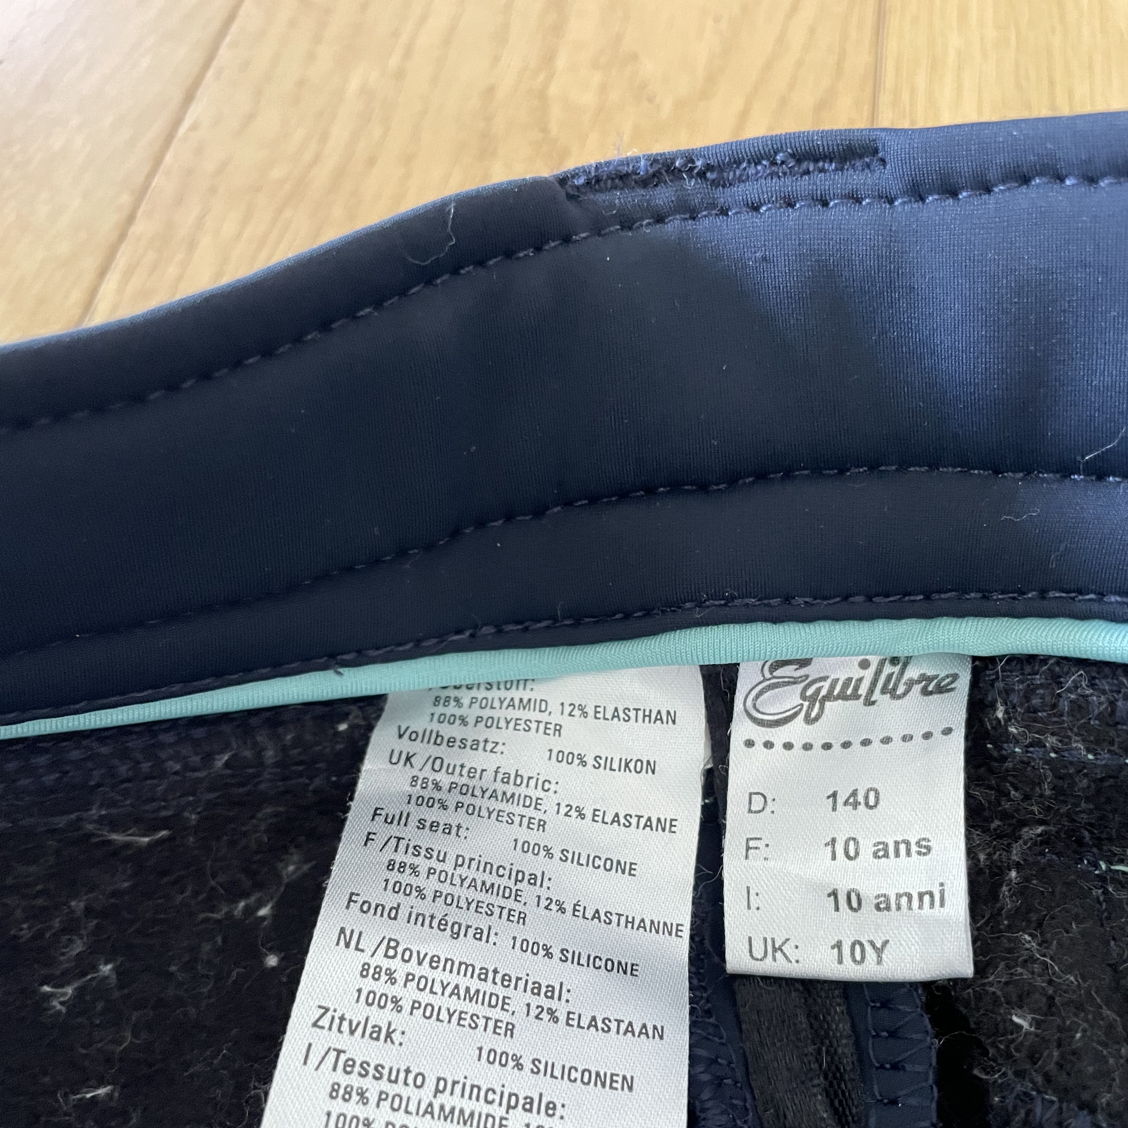 88% POLYAMID, 12% ELASTHAN
100% POLYESTER
Vollbesatz: 100% SILIKON
UK/Outer fabric:
88% POLYAMIDE, 12% ELASTANE
100% POLYESTER
Full seat: 100% SILICONE
F/Tissu principal:
88% POLYAMIDE, 12% ÉLASTHANNE
100% POLYESTER
Fond intégral: 100% SILICONE
NL/Bovenmateriaal:
88% POLYAMIDE, 12% ELASTAAN
100% POLYESTER
Zitvlak: 100% SILICONEN
I/Tessuto principale:
88% POLIAMMIDE,
100%
Equilibre
D: 140
F: 10 ans
I: 10 anni
UK: 10Y